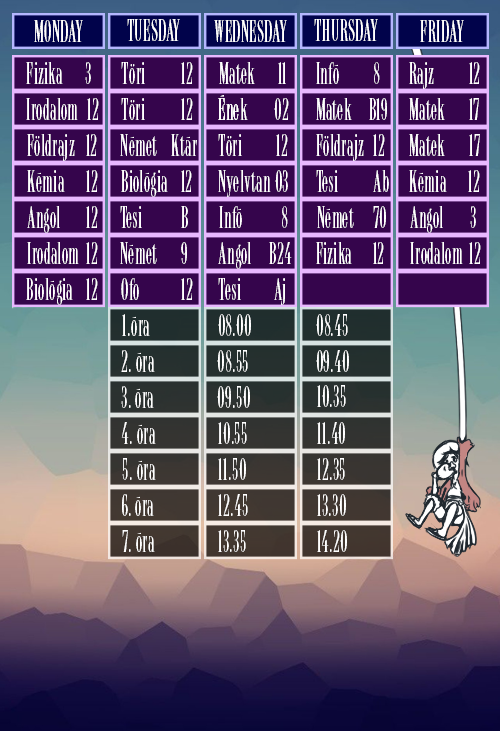 MONDAY TUESDAY WEDNESDAY THURSDAY FRIDAY
Fizika 3 Töri 12 Matek 11 Infó 8 Rajz 12
Irodalom 12 Töri 12 Ének 02 Matek B19 Matek 17
Földrajz 12 Német Ktár Töri 12 Földrajz 12 Matek 17
Kémia 12 Biológia 12 Nyelvtan 03 Tesi Ab Kémia 12
Angol 12 Tesi B Infó 8 Német 70 Angol 3
Irodalom 12 Német 9 Angol B24 Fizika 12 Irodalom 12
Biológia 12 Ofo 12 Tesi Aj
1.óra 08.00 08.45
2. óra 08.55 09.40
3. óra 09.50 10.35
4. óra 10.55 11.40
5. óra 11.50 12.35
6. óra 12.45 13.30
7. óra 13.35 14.20